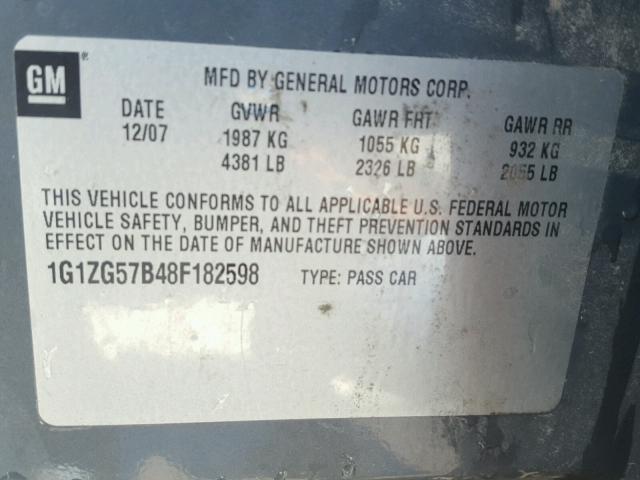 GM ®
MFD BY GENERAL MOTORS CORP.
DATE GVWR GAWR FRT GAWR RR
12/07 1987 KG 1055 KG 932 KG
4381 LB 2326 LB 2055 LB
THIS VEHICLE CONFORMS TO ALL APPLICABLE U.S. FEDERAL MOTOR
VEHICLE SAFETY, BUMPER, AND THEFT PREVENTION STANDARDS IN
EFFECT ON THE DATE OF MANUFACTURE SHOWN ABOVE.
1G1ZG57B48F182598 TYPE: PASS CAR